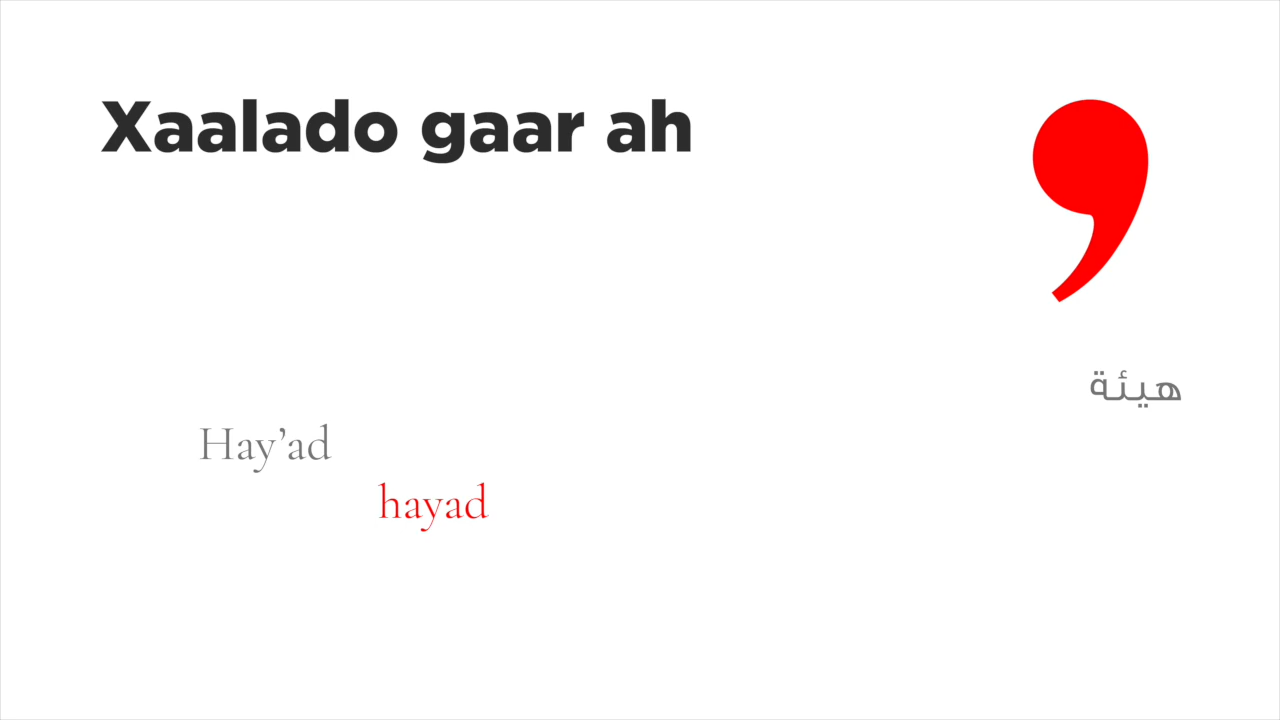 Xaalado gaar ah
’
هيئة
Hay’ad
hayad